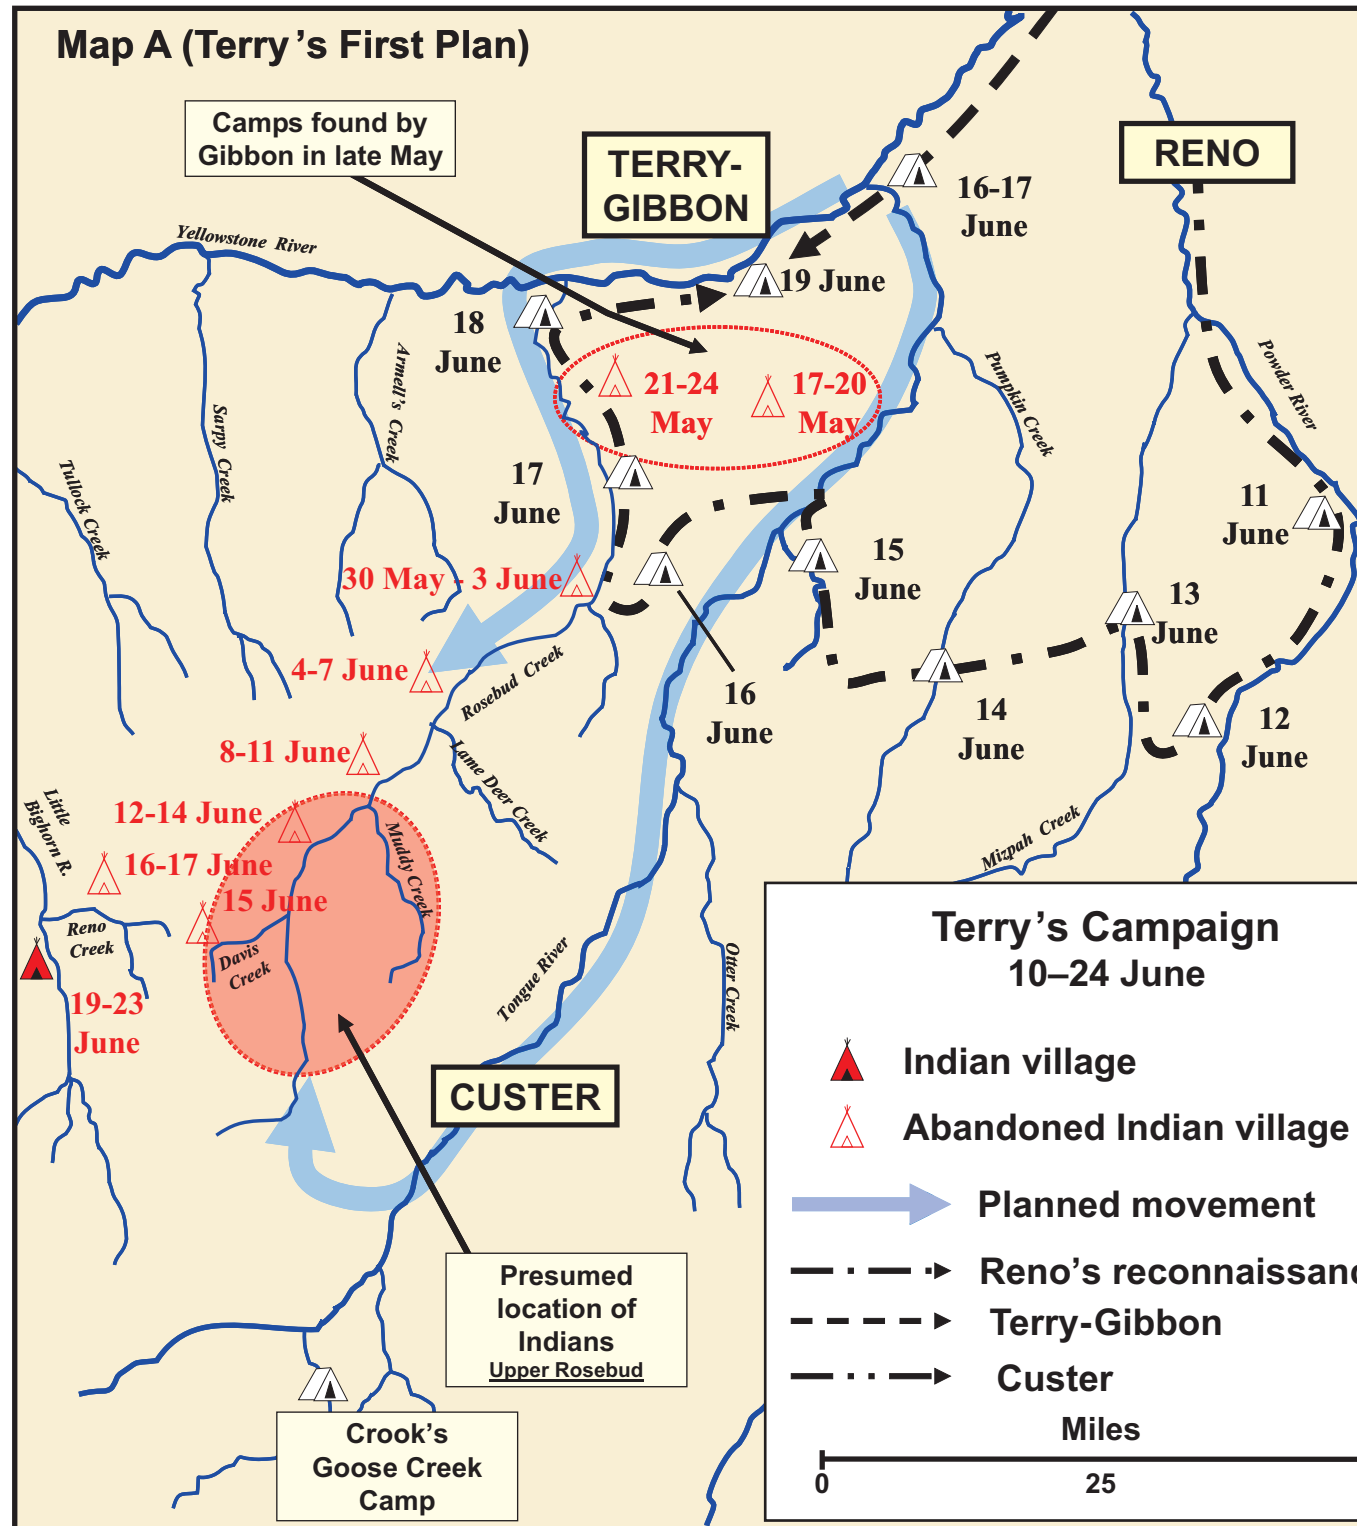 Map A (Terry's First Plan)
Camps found by
Gibbon in late May
TERRY-
GIBBON
RENO
16-17
June
Yellowstone River
19 June
18
June
21-24
May
17-20
May
Armell's Creek
Sarpy Creek
Tullock Creek
Pumpkin Creek
Powder River
17
June
11
June
15
June
30 May - 3 June
13
June
4-7 June
Rosebud Creek
16
June
14
June
12
June
8-11 June
Lame Deer Creek
Little
Bighorn R.
12-14 June
Muddy Creek
Mizpah Creek
16-17 June
15 June
Reno
Creek
Davis
Creek
Otter Creek
Tongue River
19-23
June
CUSTER
Presumed
location of
Indians
Upper Rosebud
Crook's
Goose Creek
Camp
Terry's Campaign
10–24 June
Indian village
Abandoned Indian village
Planned movement
Reno's reconnaissanc
Terry-Gibbon
Custer
Miles
0
25